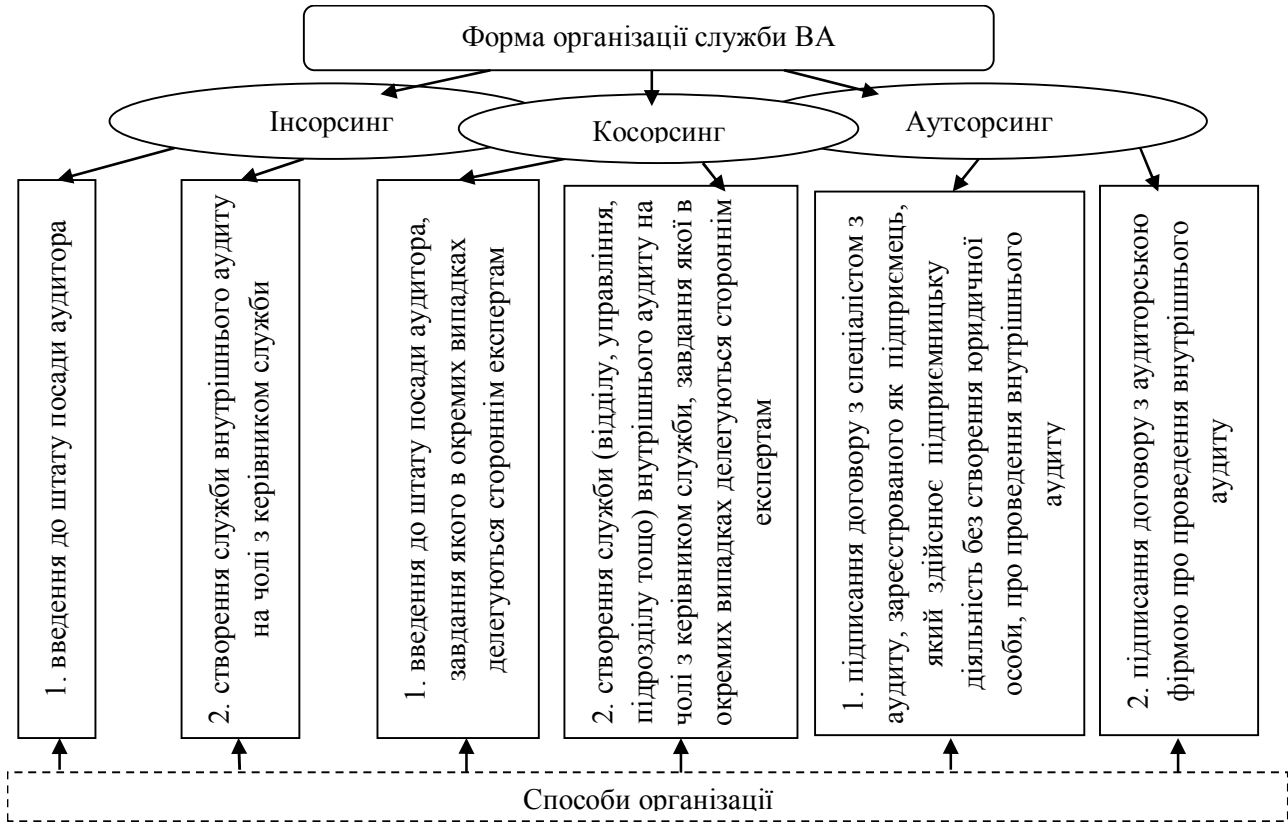 Форма організації служби ВА
Інсорсинг
Косорсинг
Аутсорсинг
1. введення до штату посади аудитора
2. створення служби внутрішнього аудиту
на чолі з керівником служби
1. введення до штату посади аудитора,
завдання якого в окремих випадках
делегуються стороннім експертам
2. створення служби (відділу, управління,
підрозділу тощо) внутрішнього аудиту на
чолі з керівником служби, завдання якої в
окремих випадках делегуються стороннім
експертам
1. підписання договору з спеціалістом з
аудиту, зареєстрованого як підприємець,
який здійснює підприємницьку
діяльність без створення юридичної
особи, про проведення внутрішнього
аудиту
2. підписання договору з аудиторською
фірмою про проведення внутрішнього
аудиту
Способи організації